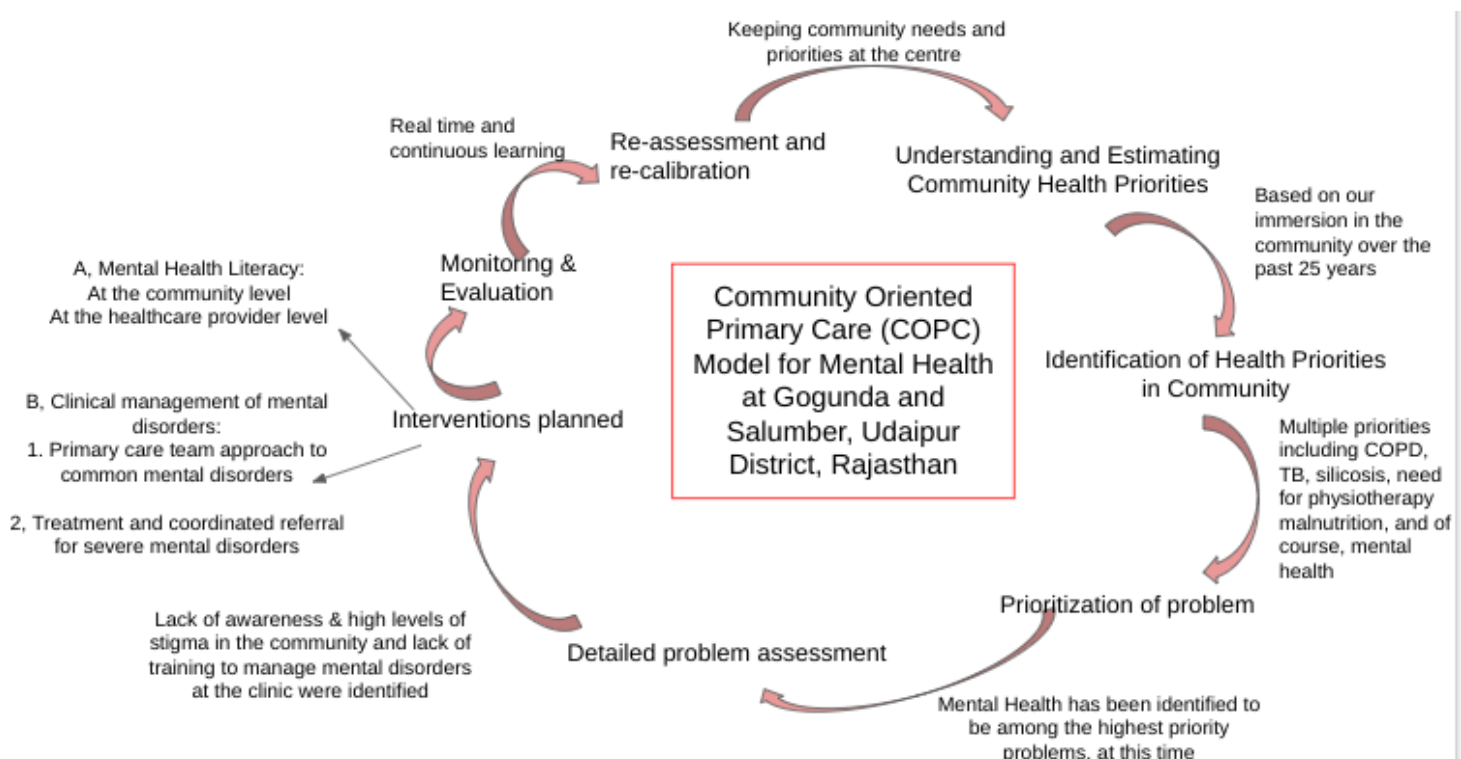 Keeping community needs and
priorities at the centre
Real time and
continuous learning
Re-assessment and
re-calibration
Understanding and Estimating
Community Health Priorities
Based on our
immersion in the
community over the
past 25 years
Identification of Health Priorities
in Community
Multiple priorities
including COPD,
TB, silicosis, need
for physiotherapy
malnutrition, and of
course, mental
health
Prioritization of problem
Mental Health has been identified to
be among the highest priority
problems, at this time
Detailed problem assessment
Lack of awareness & high levels of
stigma in the community and lack of
training to manage mental disorders
at the clinic were identified
Interventions planned
A, Mental Health Literacy:
At the community level
At the healthcare provider level
B, Clinical management of mental
disorders:
1. Primary care team approach to
common mental disorders
2, Treatment and coordinated referral
for severe mental disorders
Monitoring &
Evaluation
Community Oriented
Primary Care (COPC)
Model for Mental Health
at Gogunda and
Salumber, Udaipur
District, Rajasthan